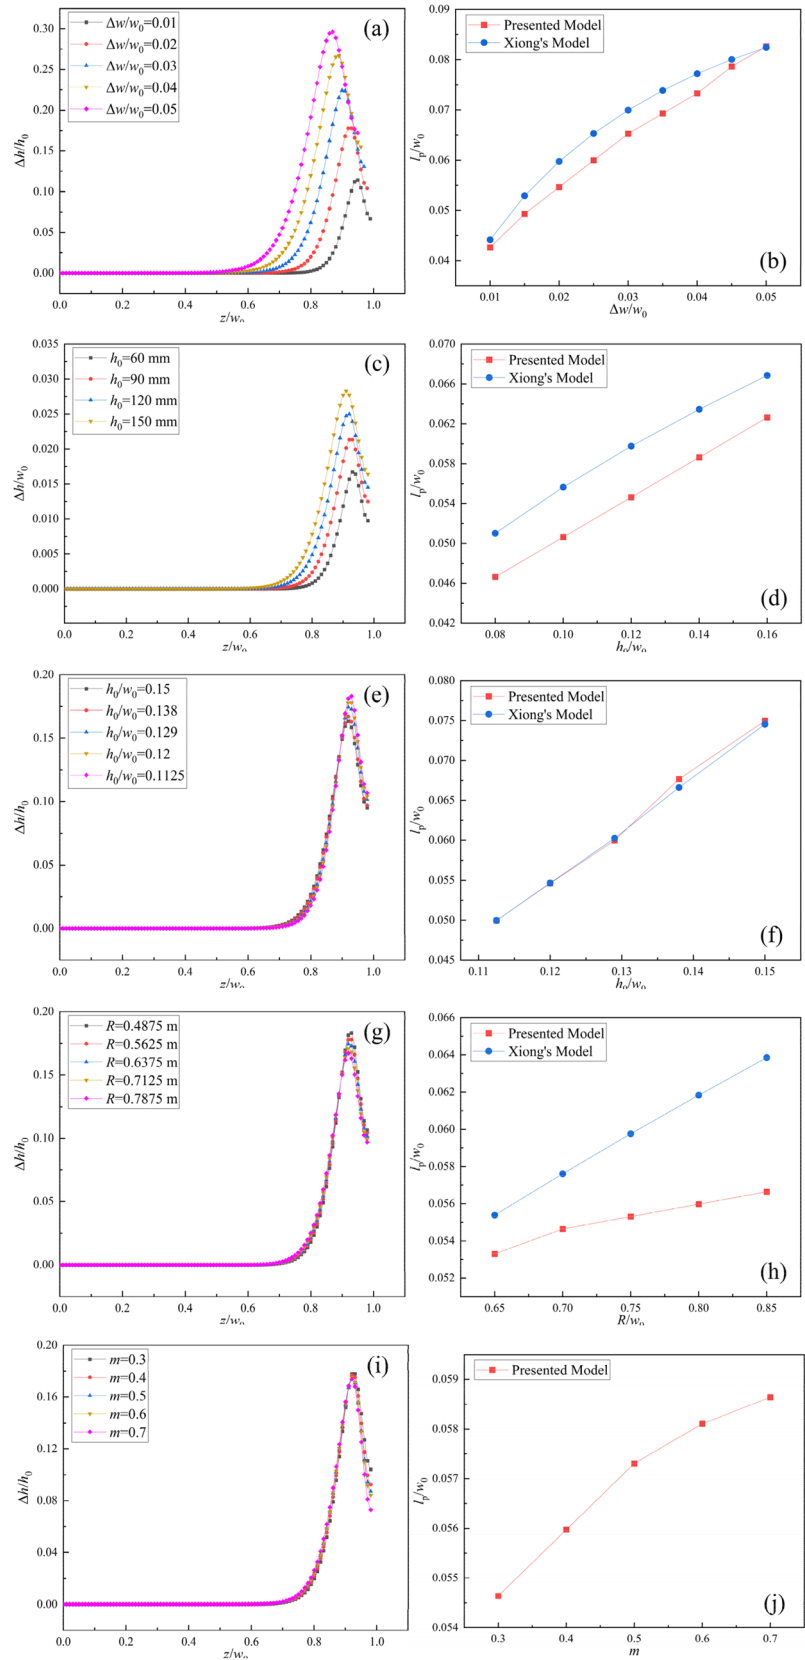 (a)
Δw/w0=0.01
Δw/w0=0.02
Δw/w0=0.03
Δw/w0=0.04
Δw/w0=0.05
0.30
0.25
0.20
0.15
0.10
0.05
0.00
Δh/h0
0.0 0.2 0.4 0.6 0.8 1.0
z/w0
Presented Model
Xiong's Model
0.09
0.08
0.07
0.06
0.05
0.04
lp/w0
(b)
0.01 0.02 0.03 0.04 0.05
Δw/w0
(c)
h0=60 mm
h0=90 mm
h0=120 mm
h0=150 mm
0.035
0.030
0.025
0.020
0.015
0.010
0.005
0.000
Δh/w0
0.0 0.2 0.4 0.6 0.8 1.0
z/w0
Presented Model
Xiong's Model
0.070
0.066
0.062
0.058
0.054
0.050
0.046
0.042
lp/w0
(d)
0.08 0.10 0.12 0.14 0.16
h0/w0
(e)
h0/w0=0.15
h0/w0=0.138
h0/w0=0.129
h0/w0=0.12
h0/w0=0.1125
0.20
0.15
0.10
0.05
0.00
Δh/h0
0.0 0.2 0.4 0.6 0.8 1.0
z/w0
Presented Model
Xiong's Model
0.080
0.075
0.070
0.065
0.060
0.055
0.050
0.045
lp/w0
(f)
0.11 0.12 0.13 0.14 0.15
h0/w0
(g)
R=0.4875 m
R=0.5625 m
R=0.6375 m
R=0.7125 m
R=0.7875 m
0.20
0.15
0.10
0.05
0.00
Δh/h0
0.0 0.2 0.4 0.6 0.8 1.0
z/w0
Presented Model
Xiong's Model
0.066
0.064
0.062
0.060
0.058
0.056
0.054
0.052
lp/w0
(h)
0.65 0.70 0.75 0.80 0.85
R/w0
(i)
m=0.3
m=0.4
m=0.5
m=0.6
m=0.7
0.20
0.16
0.12
0.08
0.04
0.00
Δh/h0
0.0 0.2 0.4 0.6 0.8 1.0
z/w0
Presented Model
0.059
0.058
0.057
0.056
0.055
0.054
lp/w0
(j)
0.3 0.4 0.5 0.6 0.7
m